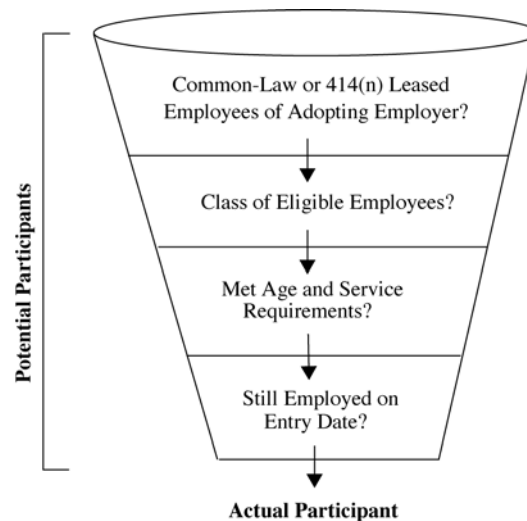 Common-Law or 414(n) Leased
Employees of Adopting Employer?
Class of Eligible Employees?
Met Age and Service
Requirements?
Still Employed on
Entry Date?
Actual Participant
Potential Participants